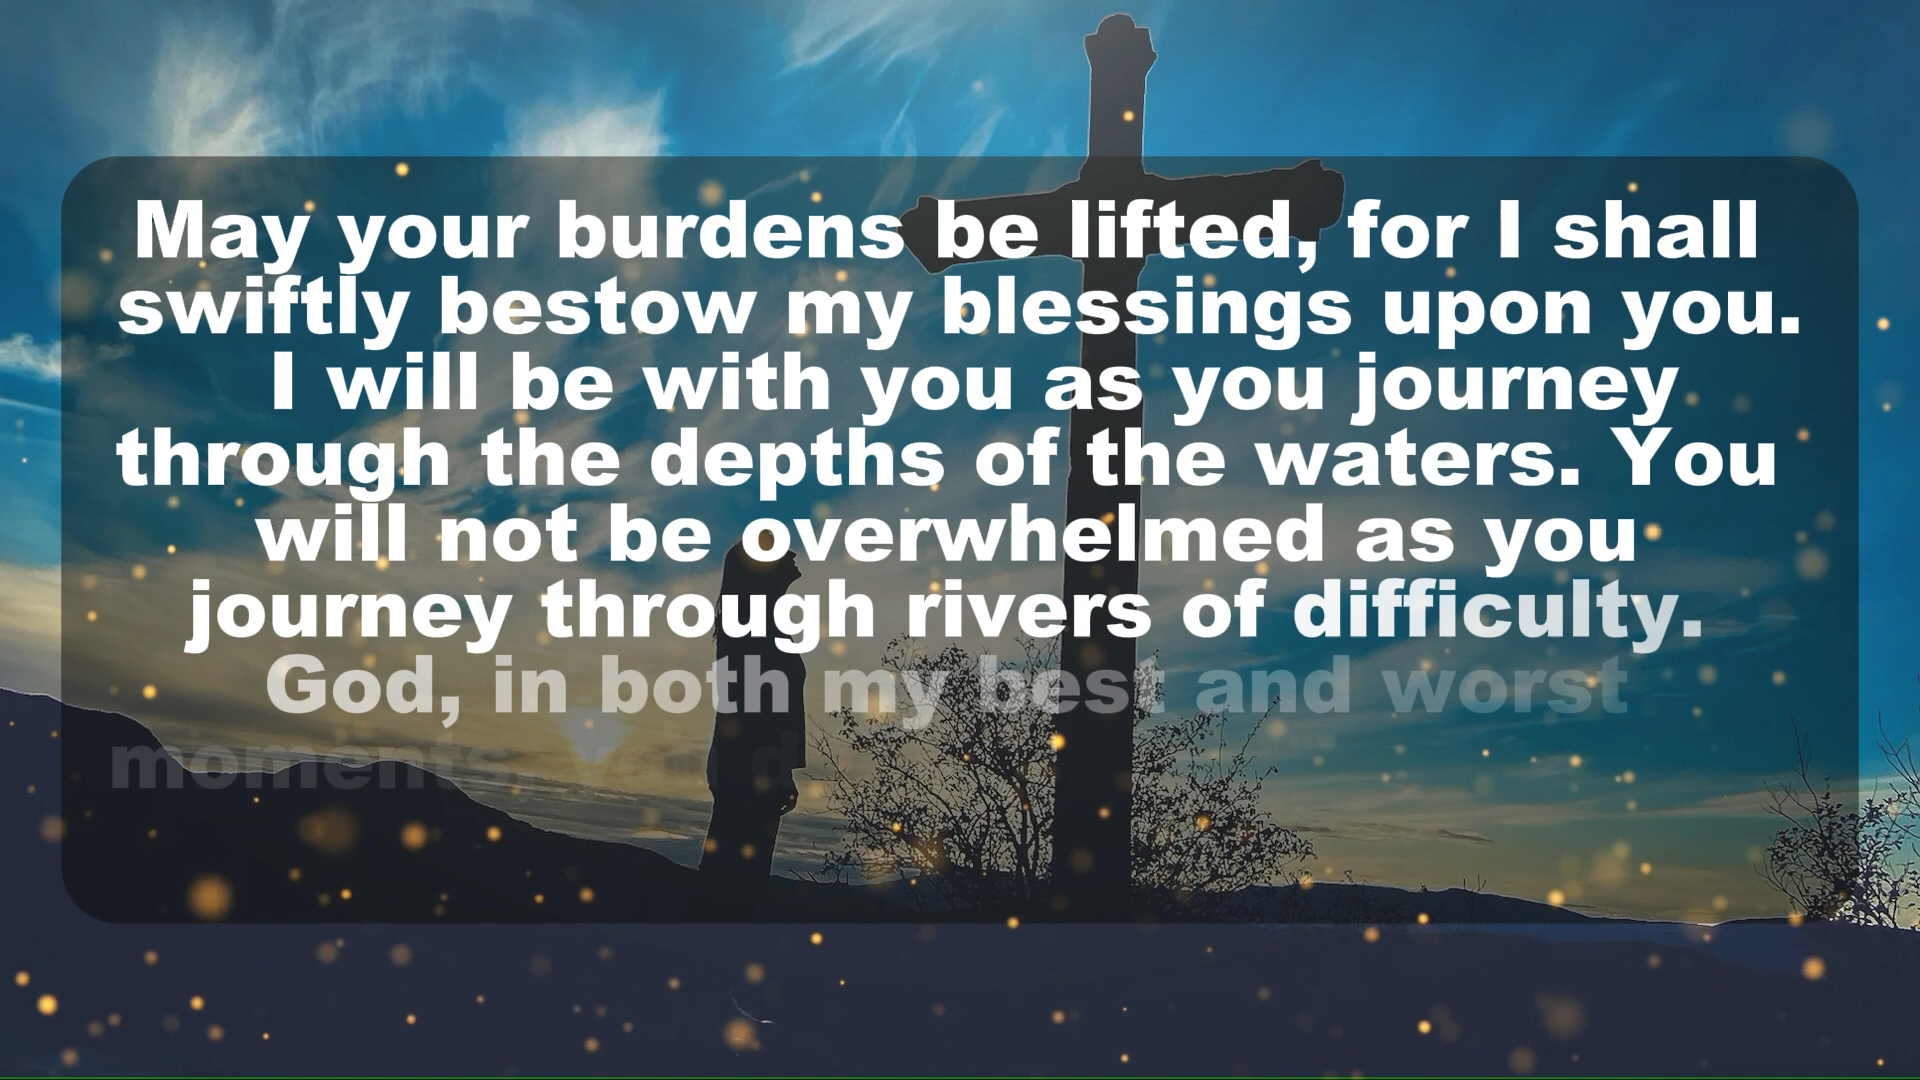 May your burdens be lifted, for I shall
swiftly bestow my blessings upon you.
I will be with you as you journey
through the depths of the waters. You
will not be overwhelmed as you
journey through rivers of difficulty.
God, in both my best and worst
moments, You